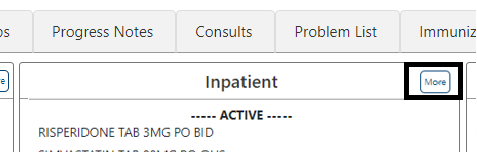 Progress Notes
Consults
Problem List
Inpatient
More
----- ACTIVE -----
RISPERIDONE TAB 3MG PO BID